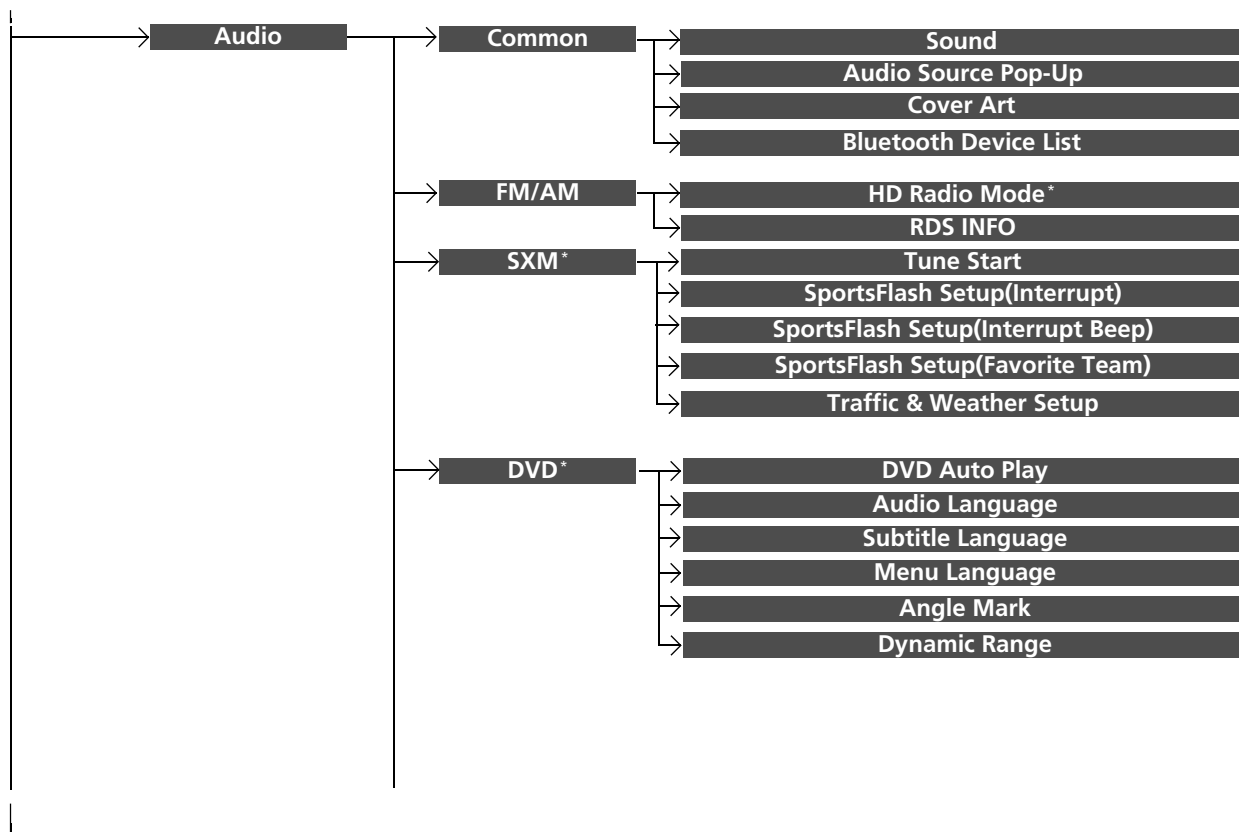 Audio
Common
Sound
Audio Source Pop-Up
Cover Art
Bluetooth Device List
FM/AM
HD Radio Mode*
RDS INFO
SXM*
Tune Start
SportsFlash Setup(Interrupt)
SportsFlash Setup(Interrupt Beep)
SportsFlash Setup(Favorite Team)
Traffic & Weather Setup
DVD*
DVD Auto Play
Audio Language
Subtitle Language
Menu Language
Angle Mark
Dynamic Range